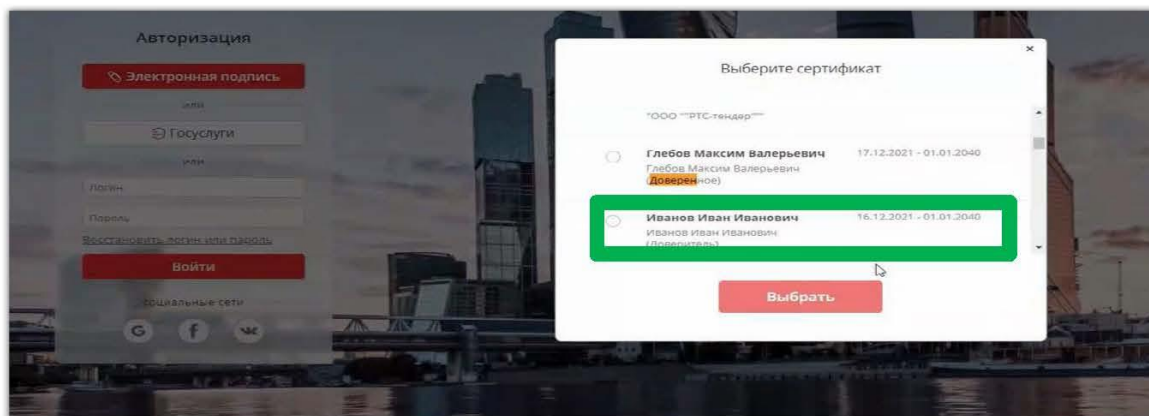 Авторизация
Электронная подпись
или
Госуслуги
или
Логин
Пароль
Восстановить логин или пароль
Войти
социальные сети
G f
Выберите сертификат
×
"ООО ""РТС-тендер"""
Глебов Максим Валерьевич 17.12.2021 - 01.01.2040
Глебов Максим Валерьевич
(Доверенное)
Иванов Иван Иванович 16.12.2021 - 01.01.2040
Иванов Иван Иванович
(Доверитель)
Выбрать